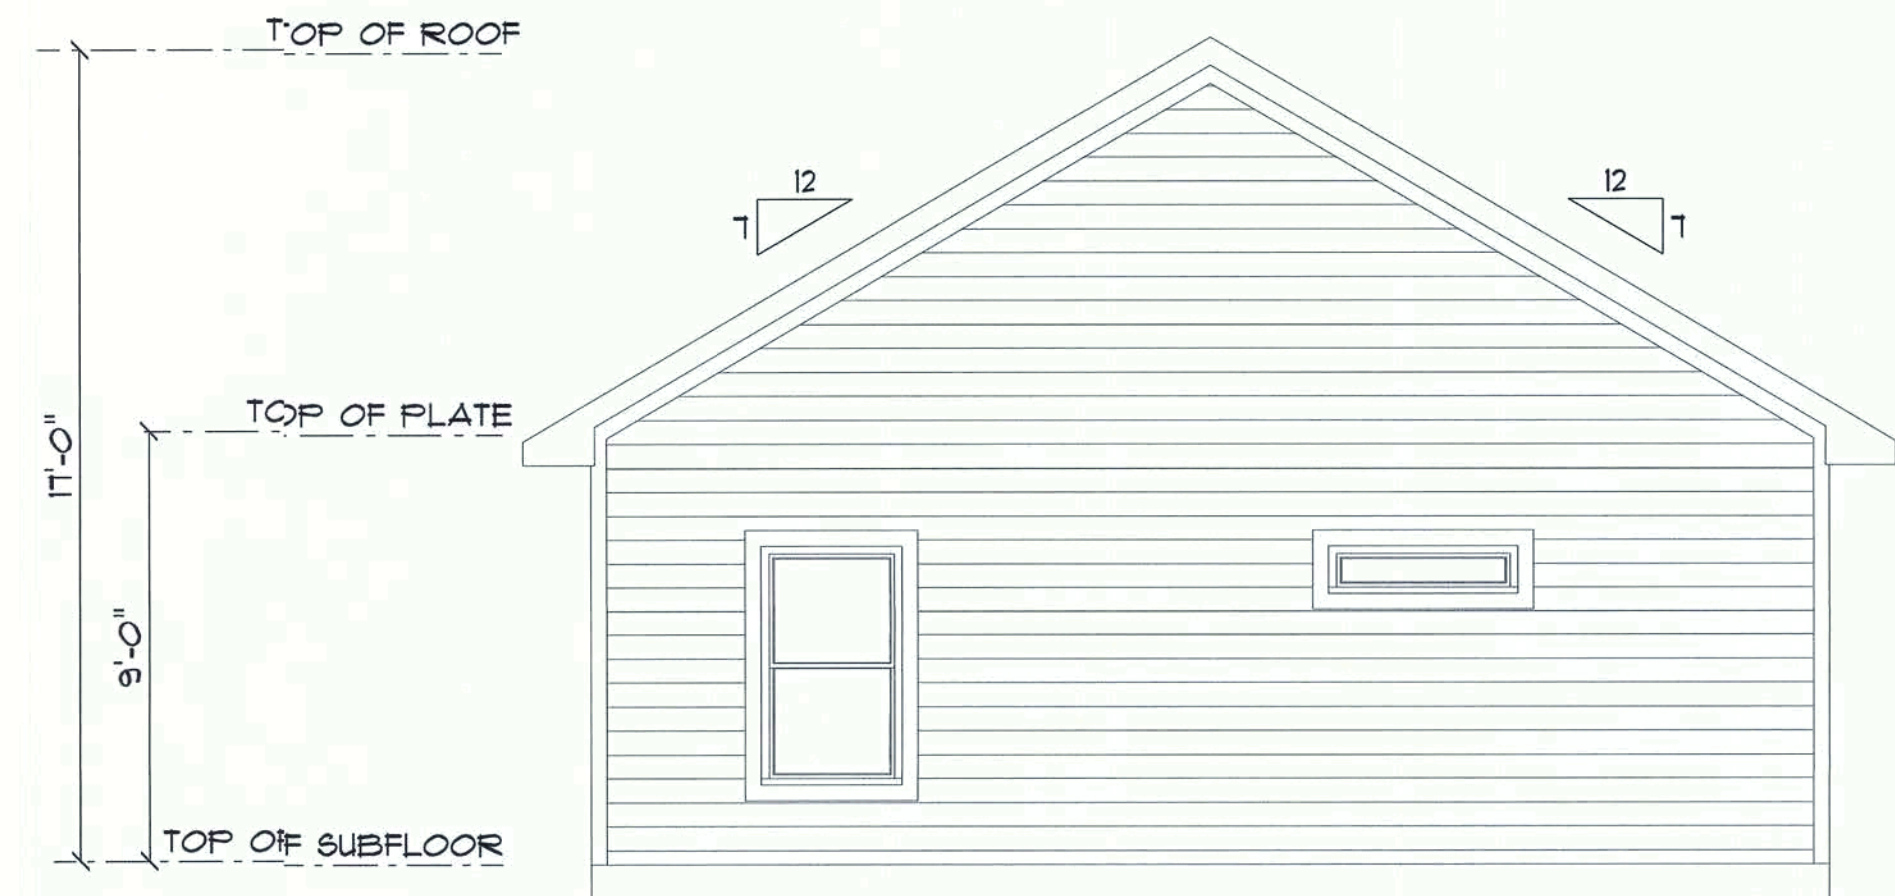 TOP OF ROOF
12
7
12
7
TOP OF PLATE
17'-0"
9'-0"
TOP OF SUBFLOOR